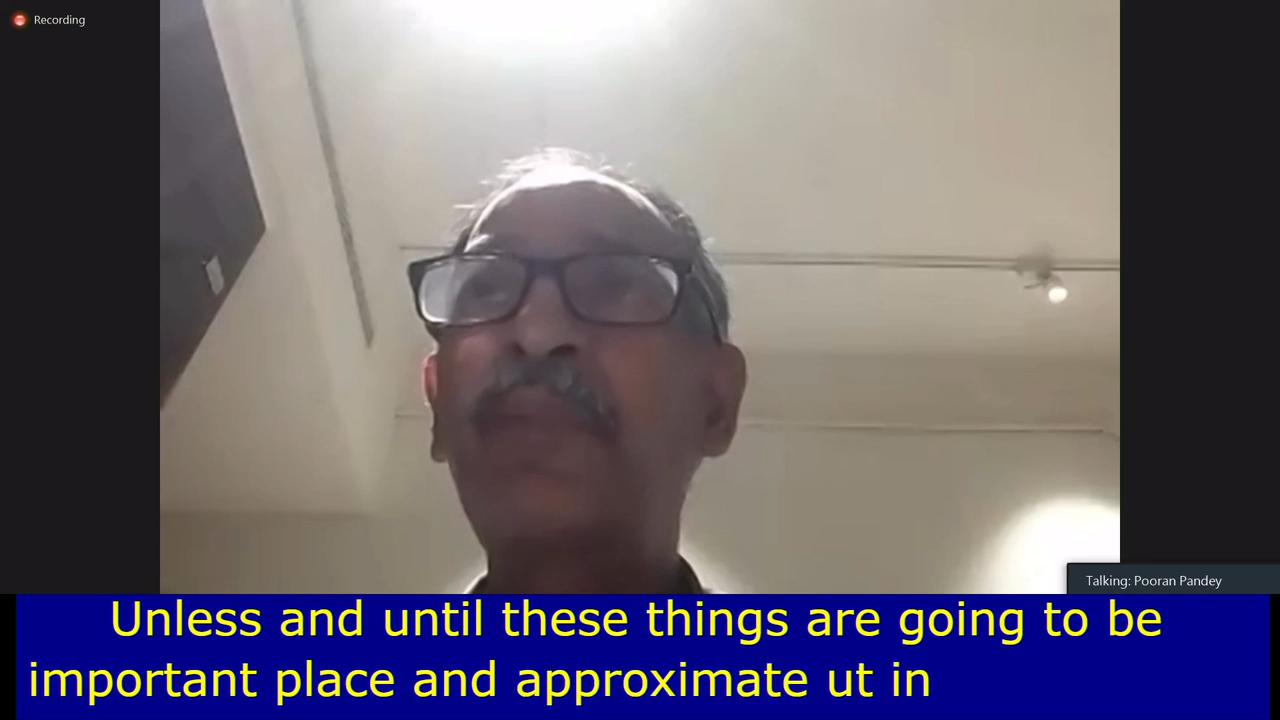 Recording
Talking: Pooran Pandey
Unless and until these things are going to be
important place and approximate ut in